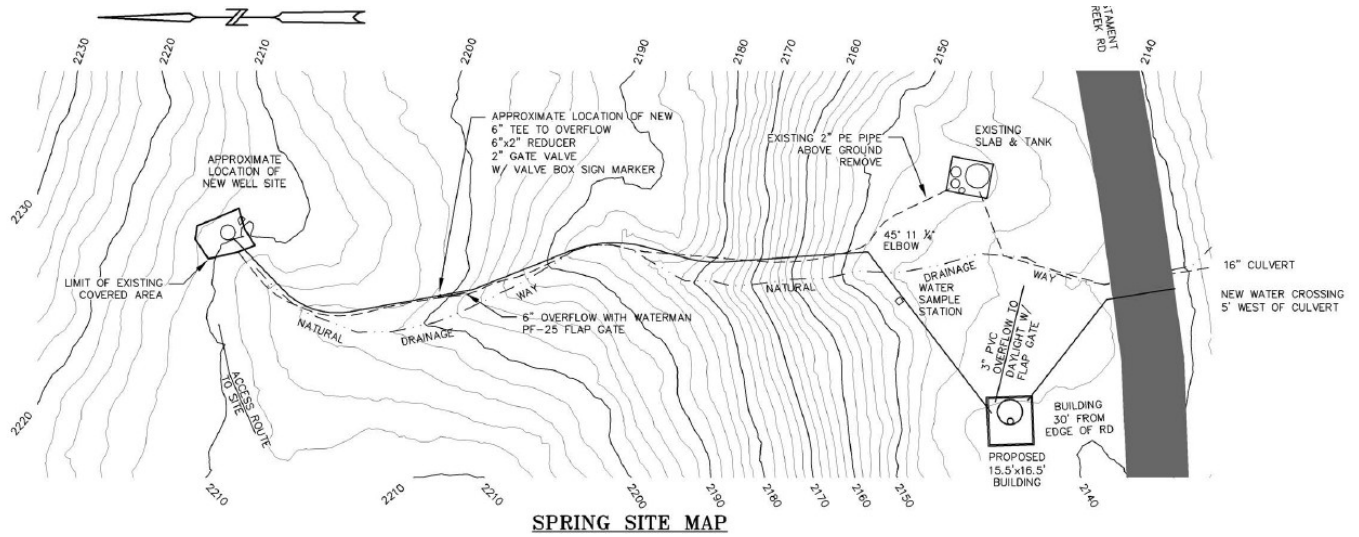 2230
2220
2210
2200
2190
2180
2170
2160
2150
2140
TATAMENT
REEK RD
APPROXIMATE LOCATION OF NEW
6" TEE TO OVERFLOW
6"x2" REDUCER
2" GATE VALVE
W/ VALVE BOX SIGN MARKER
EXISTING 2" PE PIPE
ABOVE GROUND
REMOVE
EXISTING
SLAB & TANK
APPROXIMATE
LOCATION OF
NEW WELL SITE
2230
45° 11 ¼"
ELBOW
LIMIT OF EXISTING
COVERED AREA
NATURAL
DRAINAGE
WAY
6" OVERFLOW WITH WATERMAN
PF-25 FLAP GATE
NATURAL
DRAINAGE
WAY
WATER
SAMPLE
STATION
16" CULVERT
NEW WATER CROSSING
5' WEST OF CULVERT
3" PVC
OVERFLOW TO
DAYLIGHT W/
FLAP GATE
ACCESS ROUTE
TO SITE
BUILDING
30' FROM
EDGE OF RD
PROPOSED
15.5'x16.5'
BUILDING
2220
2210
2210
2210
2200
2190
2180
2170
2160
2150
2140
SPRING SITE MAP